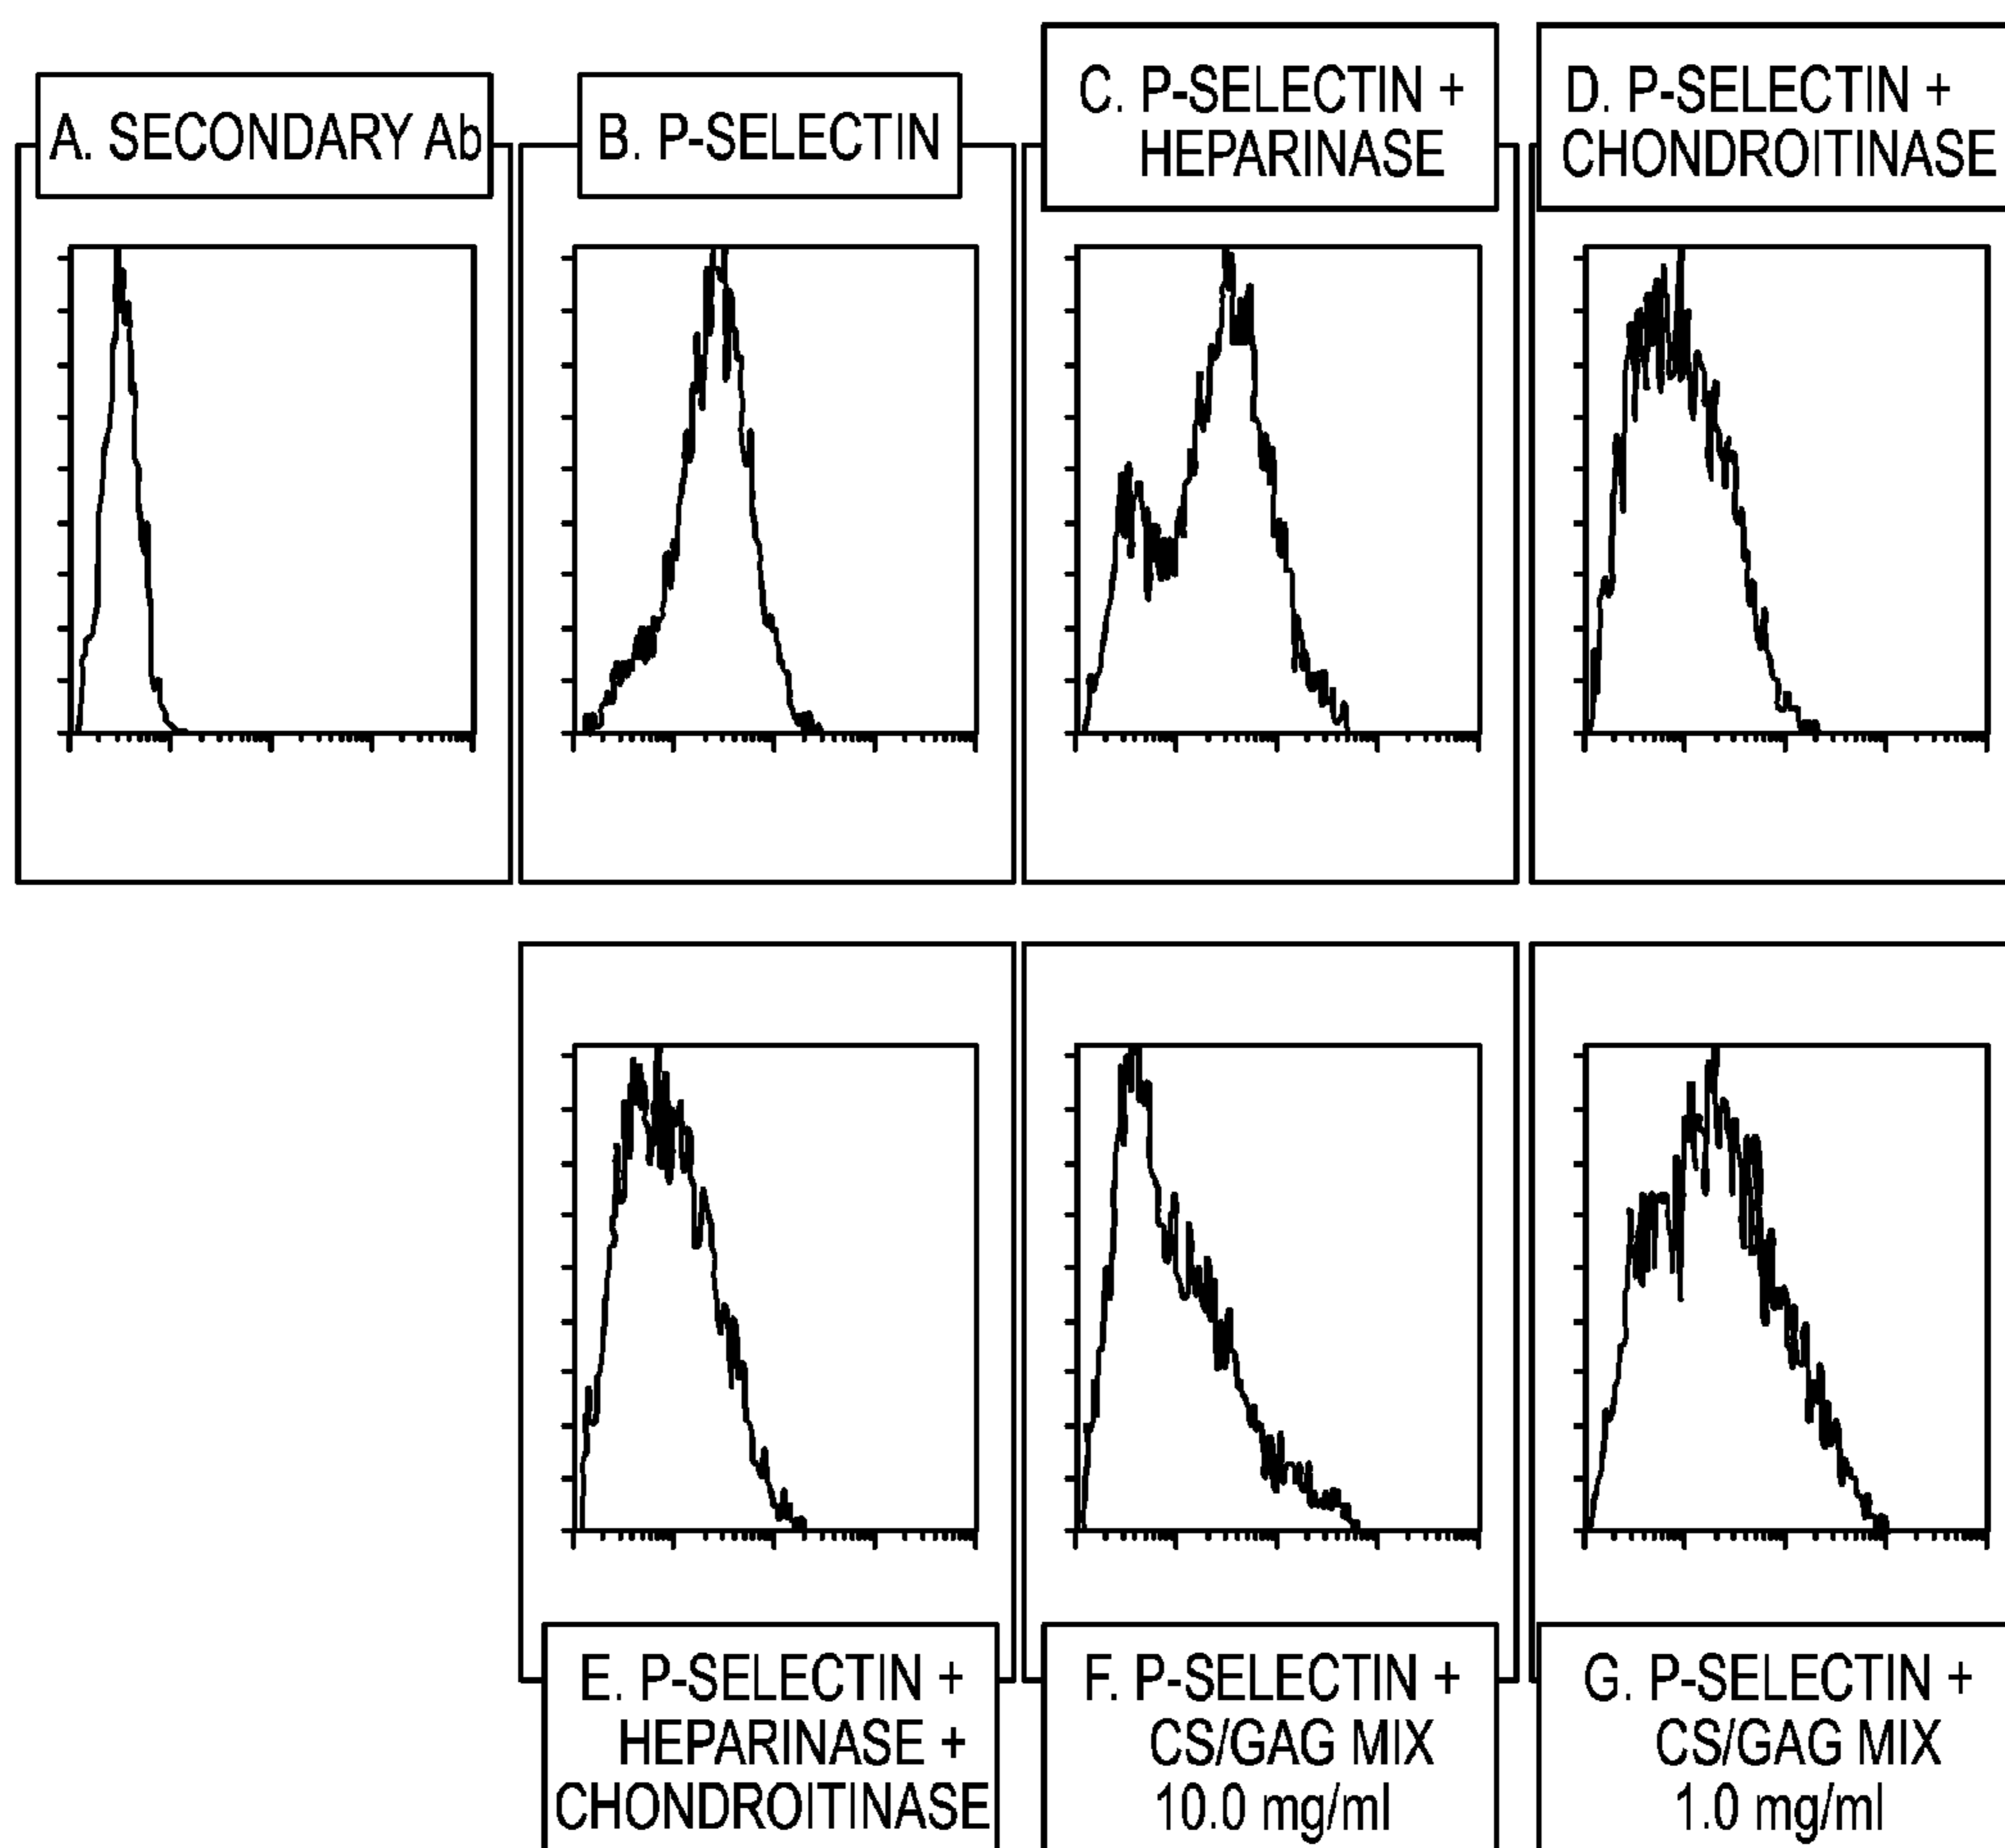 A. SECONDARY Ab
B. P-SELECTIN
C. P-SELECTIN +
HEPARINASE
D. P-SELECTIN +
CHONDROITINASE
E. P-SELECTIN +
HEPARINASE +
CHONDROITINASE
F. P-SELECTIN +
CS/GAG MIX
10.0 mg/ml
G. P-SELECTIN +
CS/GAG MIX
1.0 mg/ml